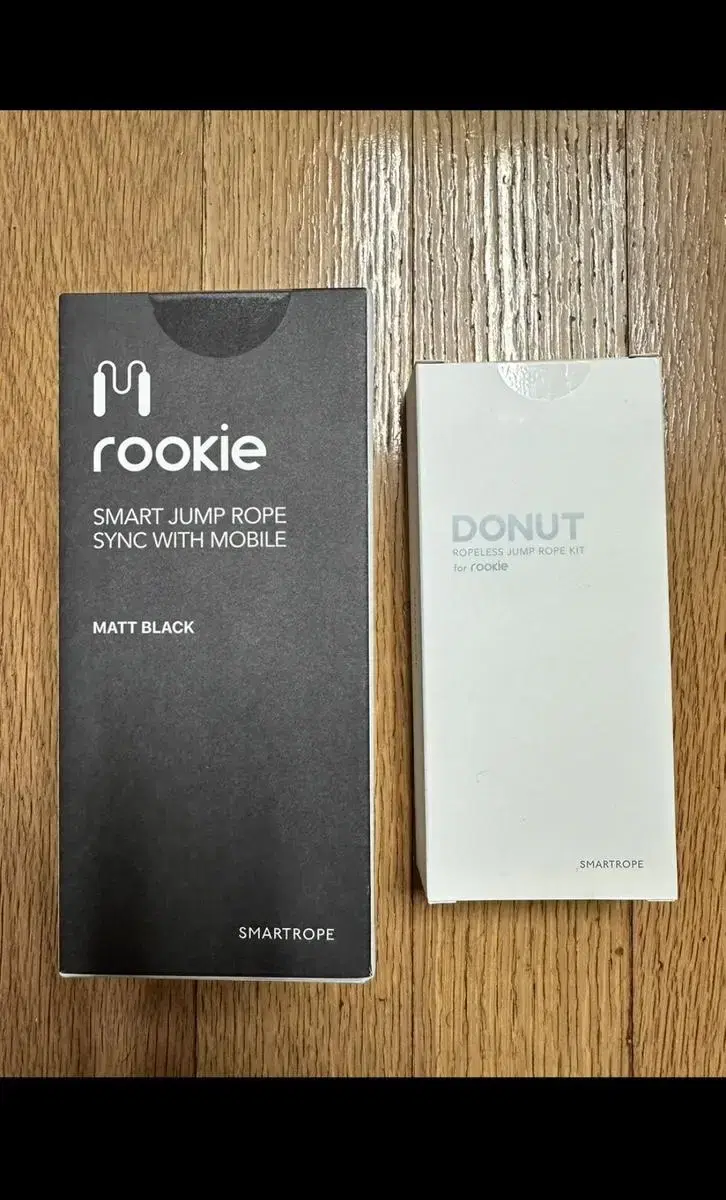 rookie
SMART JUMP ROPE
SYNC WITH MOBILE
MATT BLACK
SMARTROPE
DONUT
ROPELESS JUMP ROPE KIT
for rookie
SMARTROPE